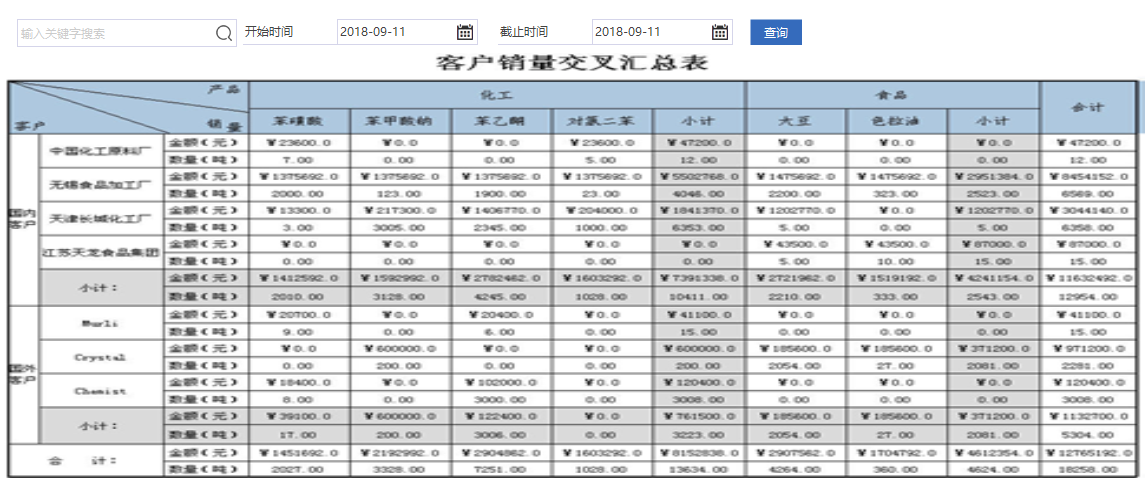 输入关键字搜索 开始时间 2018-09-11 截止时间 2018-09-11 查询
客户销量交叉汇总表
产品 化工 食品 合计
客户 销量 苯磺酸 苯甲酸钠 苯乙酮 对氯二苯 小计 大豆 色拉油 小计
国内客户 中国化工原料厂 金额(元) ¥23600.0 ¥0.0 ¥0.0 ¥23600.0 ¥47200.0 ¥0.0 ¥0.0 ¥0.0 ¥47200.0
数量(吨) 7.00 0.00 0.00 5.00 12.00 0.00 0.00 0.00 12.00
无锡食品加工厂 金额(元) ¥1375692.0 ¥1375692.0 ¥1375692.0 ¥1375692.0 ¥5502768.0 ¥1475692.0 ¥1475692.0 ¥2951384.0 ¥8454152.0
数量(吨) 2000.00 123.00 1900.00 23.00 4046.00 2200.00 323.00 2523.00 6569.00
天津长城化工厂 金额(元) ¥13300.0 ¥217300.0 ¥1406770.0 ¥204000.0 ¥1841370.0 ¥1202770.0 ¥0.0 ¥1202770.0 ¥3044140.0
数量(吨) 3.00 3005.00 2345.00 1000.00 6353.00 5.00 0.00 5.00 6358.00
江苏天龙食品集团 金额(元) ¥0.0 ¥0.0 ¥0.0 ¥0.0 ¥0.0 ¥43500.0 ¥43500.0 ¥87000.0 ¥87000.0
数量(吨) 0.00 0.00 0.00 0.00 0.00 5.00 10.00 15.00 15.00
小计: 金额(元) ¥1412592.0 ¥1592992.0 ¥2782462.0 ¥1603292.0 ¥7391338.0 ¥2721962.0 ¥1519192.0 ¥4241154.0 ¥11632492.0
数量(吨) 2010.00 3128.00 4245.00 1028.00 10411.00 2210.00 333.00 2543.00 12954.00
国外客户 Murli 金额(元) ¥20700.0 ¥0.0 ¥20400.0 ¥0.0 ¥41100.0 ¥0.0 ¥0.0 ¥0.0 ¥41100.0
数量(吨) 9.00 0.00 6.00 0.00 15.00 0.00 0.00 0.00 15.00
Crystal 金额(元) ¥0.0 ¥600000.0 ¥0.0 ¥0.0 ¥600000.0 ¥185600.0 ¥185600.0 ¥371200.0 ¥971200.0
数量(吨) 0.00 200.00 0.00 0.00 200.00 2054.00 27.00 2081.00 2281.00
Chemist 金额(元) ¥18400.0 ¥0.0 ¥102000.0 ¥0.0 ¥120400.0 ¥0.0 ¥0.0 ¥0.0 ¥120400.0
数量(吨) 8.00 0.00 3000.00 0.00 3008.00 0.00 0.00 0.00 3008.00
小计: 金额(元) ¥39100.0 ¥600000.0 ¥122400.0 ¥0.0 ¥761500.0 ¥185600.0 ¥185600.0 ¥371200.0 ¥1132700.0
数量(吨) 17.00 200.00 3006.00 0.00 3223.00 2054.00 27.00 2081.00 5304.00
合 计: 金额(元) ¥1451692.0 ¥2192992.0 ¥2904862.0 ¥1603292.0 ¥8152838.0 ¥2907562.0 ¥1704792.0 ¥4612354.0 ¥12765192.0
数量(吨) 2027.00 3328.00 7251.00 1028.00 13634.00 4264.00 360.00 4624.00 18258.00